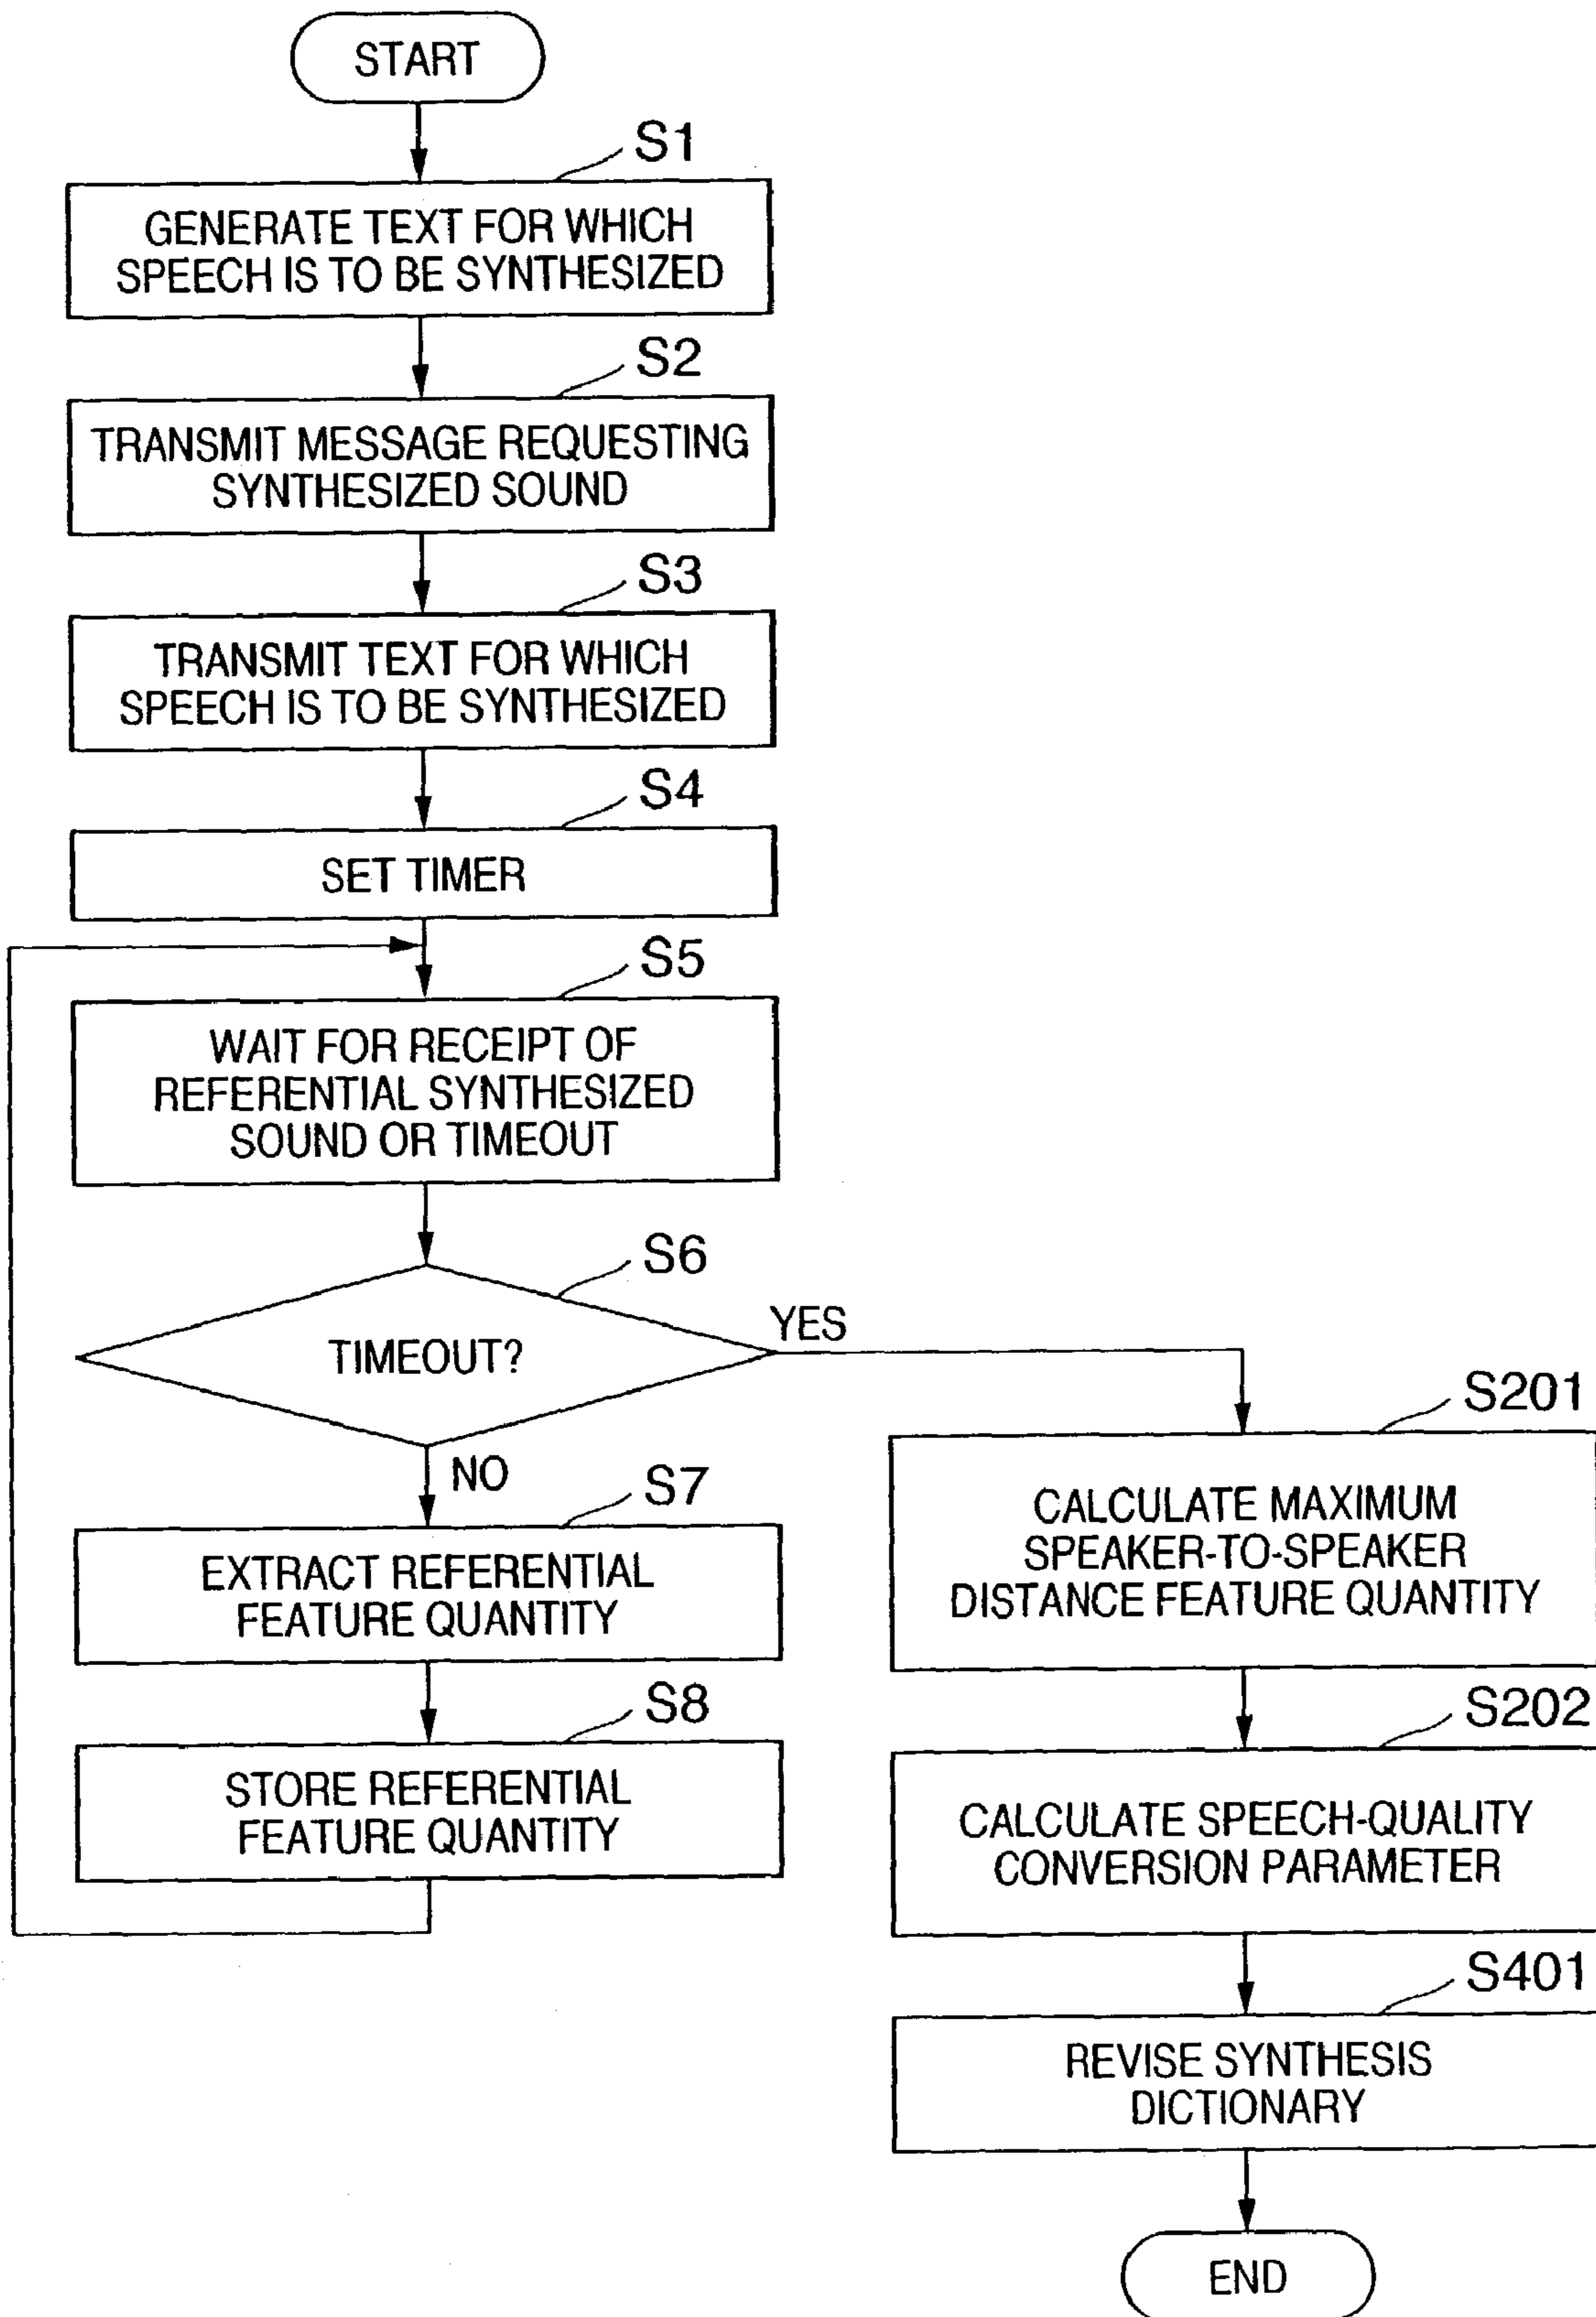 START
S1
GENERATE TEXT FOR WHICH
SPEECH IS TO BE SYNTHESIZED
S2
TRANSMIT MESSAGE REQUESTING
SYNTHESIZED SOUND
S3
TRANSMIT TEXT FOR WHICH
SPEECH IS TO BE SYNTHESIZED
S4
SET TIMER
S5
WAIT FOR RECEIPT OF
REFERENTIAL SYNTHESIZED
SOUND OR TIMEOUT
S6
TIMEOUT?
YES
NO
S7
EXTRACT REFERENTIAL
FEATURE QUANTITY
S8
STORE REFERENTIAL
FEATURE QUANTITY
S201
CALCULATE MAXIMUM
SPEAKER-TO-SPEAKER
DISTANCE FEATURE QUANTITY
S202
CALCULATE SPEECH-QUALITY
CONVERSION PARAMETER
S401
REVISE SYNTHESIS
DICTIONARY
END